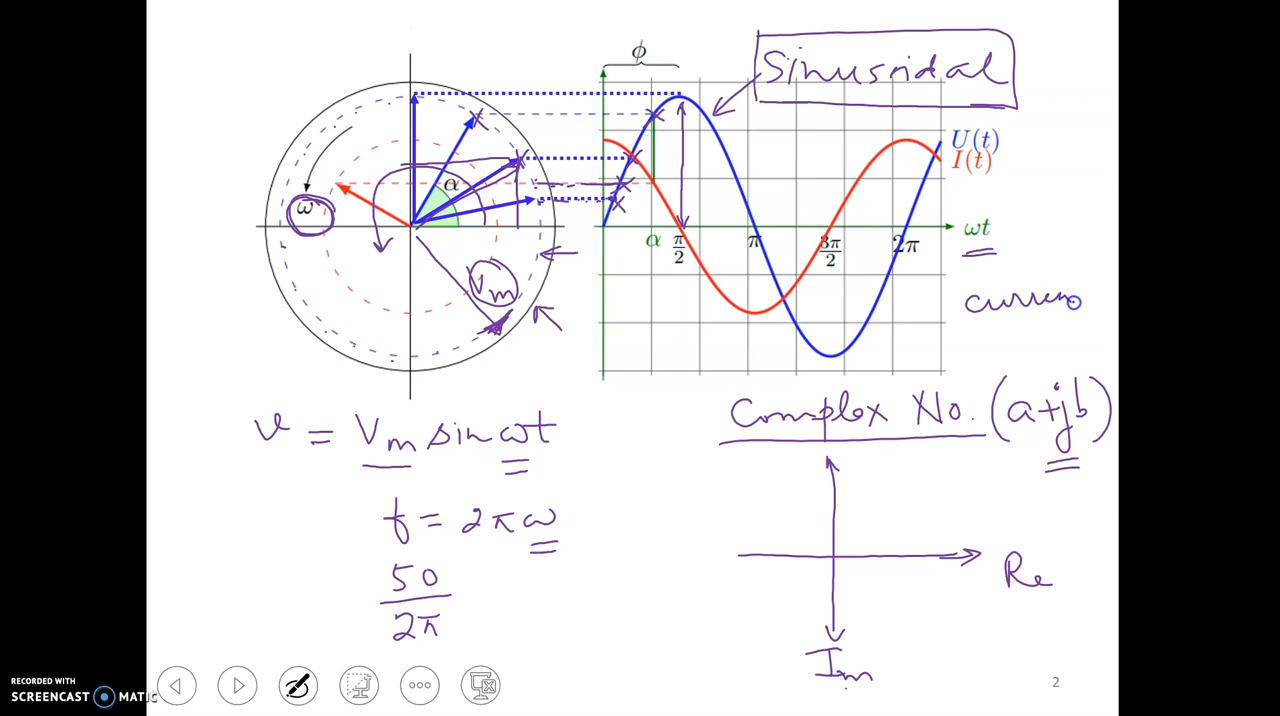 ϕ
Sinusoidal
U(t)
I(t)
α
ω
α π/2 π 3π/2 2π ωt
Vm
curren
v = Vm sin ωt
Complex No. (a+jb)
f = 2πω
50/2π
Re
Im
RECORDED WITH
SCREENCAST MATIC
2